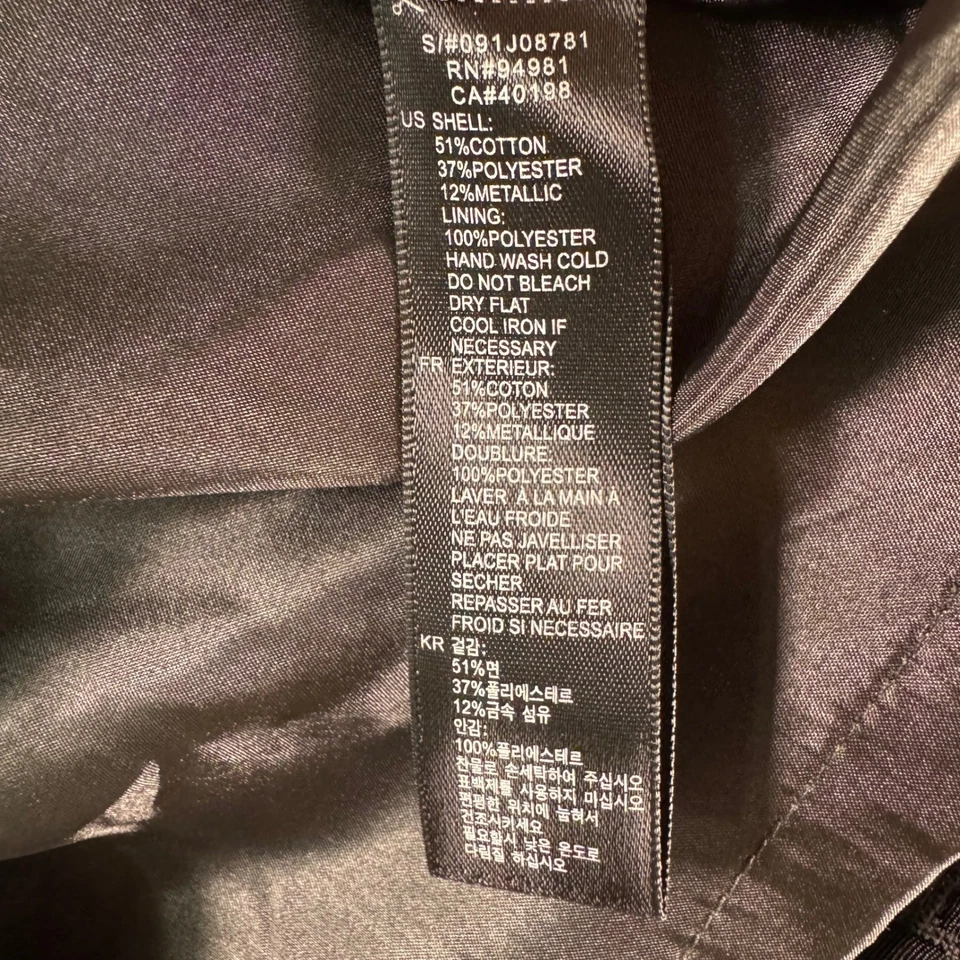 S/#091J08781
RN#94981
CA#40198
US SHELL:
51%COTTON
37%POLYESTER
12%METALLIC
LINING:
100%POLYESTER
HAND WASH COLD
DO NOT BLEACH
DRY FLAT
COOL IRON IF
NECESSARY
FR EXTERIEUR:
51%COTON
37%POLYESTER
12%METALLIQUE
DOUBLURE:
100%POLYESTER
LAVER À LA MAIN À
L'EAU FROIDE
NE PAS JAVELLISER
PLACER PLAT POUR
SECHER
REPASSER AU FER
FROID SI NECESSAIRE
KR 겉감:
51%면
37%폴리에스테르
12%금속 섬유
안감:
100%폴리에스테르
찬물로 손세탁하여 주십시오
표백제를 사용하지 마십시오
편평한 위치에 눕혀서
건조시키세요
필요할시 낮은 온도로
다림질 하십시오